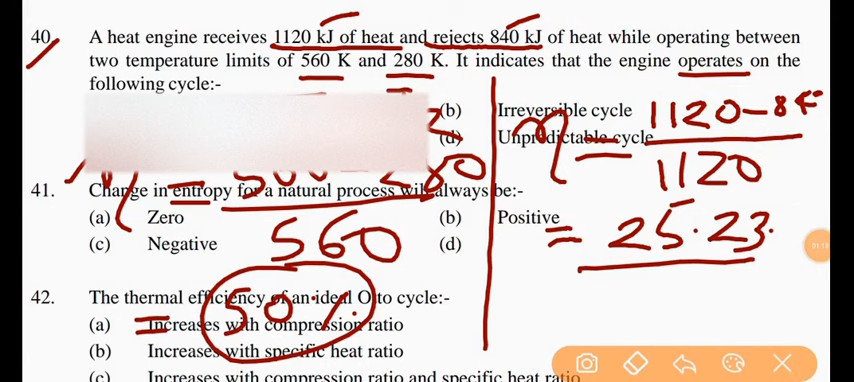 40. A heat engine receives 1120 kJ of heat and rejects 840 kJ of heat while operating between
two temperature limits of 560 K and 280 K. It indicates that the engine operates on the
following cycle:-
(b) Irreversible cycle
(d) Unpredictable cycle
η = 1120-84
1120
= 25.23.
280
560
= 50%
41. Change in entropy for a natural process will always be:-
(a) Zero (b) Positive
(c) Negative (d)
42. The thermal efficiency of an ideal Otto cycle:-
(a) Increases with compression ratio
(b) Increases with specific heat ratio
(c) Increases with compression ratio and specific heat ratio